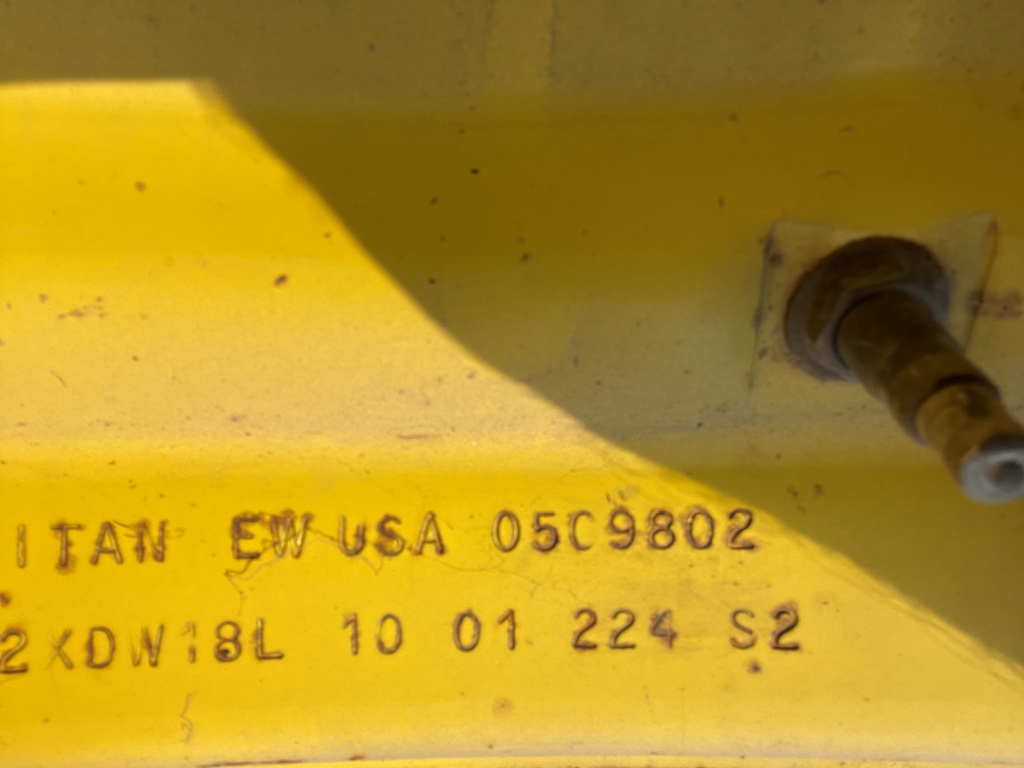 ITAN EW USA 05C9802
2XDW18L 10 01 224 S2